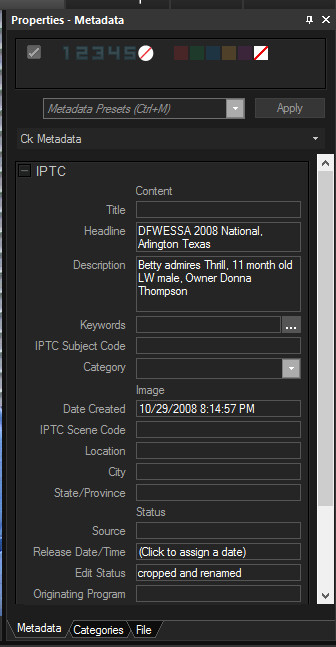 Properties - Metadata
1 2 3 4 5
Metadata Presets (Ctrl+M)
Apply
Ck Metadata
IPTC
Content
Title
Headline
DFWESSA 2008 National,
Arlington Texas
Description
Betty admires Thrill, 11 month old
LW male, Owner Donna
Thompson
Keywords
...
IPTC Subject Code
Category
Image
Date Created
10/29/2008 8:14:57 PM
IPTC Scene Code
Location
City
State/Province
Status
Source
Release Date/Time
(Click to assign a date)
Edit Status
cropped and renamed
Originating Program
Metadata
Categories
File